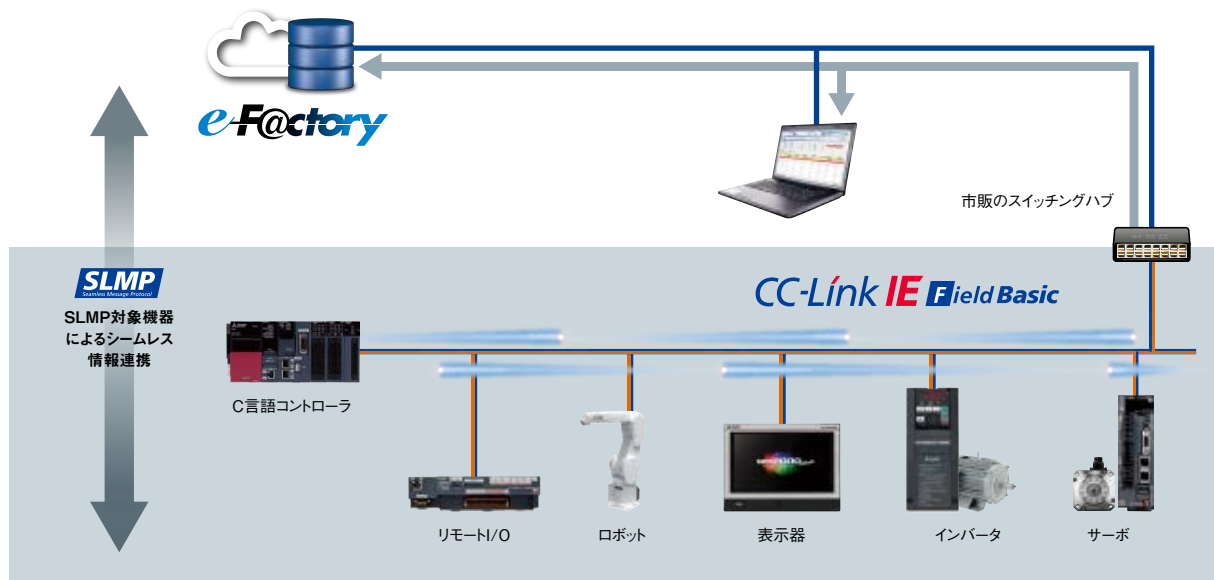 e-F@ctory
市販のスイッチングハブ
SLMP
Seamless Message Protocol
SLMP対象機器
によるシームレス
情報連携
CC-Link IE Field Basic
C言語コントローラ
リモートI/O
ロボット
表示器
インバータ
サーボ